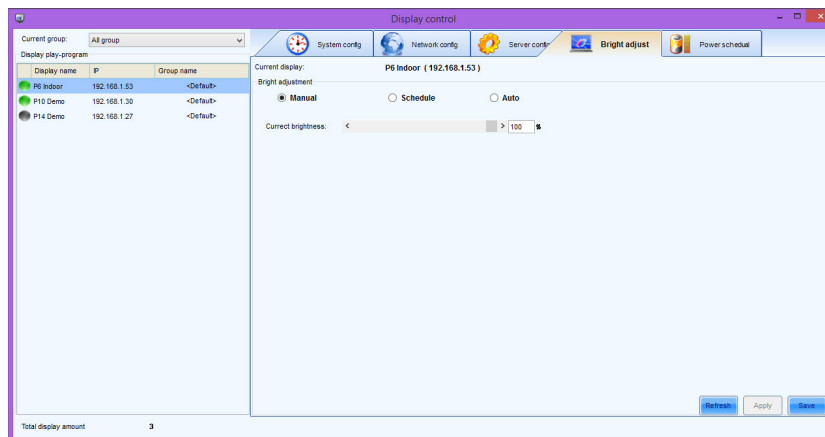 Display control
Current group: All group
System config Network config Server config Bright adjust Power schedual
Display play-program
Display name IP Group name
P6 Indoor 192.168.1.53 <Default>
P10 Demo 192.168.1.30 <Default>
P14 Demo 192.168.1.27 <Default>
Current display: P6 Indoor ( 192.168.1.53 )
Bright adjustment
Manual Schedule Auto
Currect brightness: < > 100 %
Refresh Apply Save
Total display amount 3